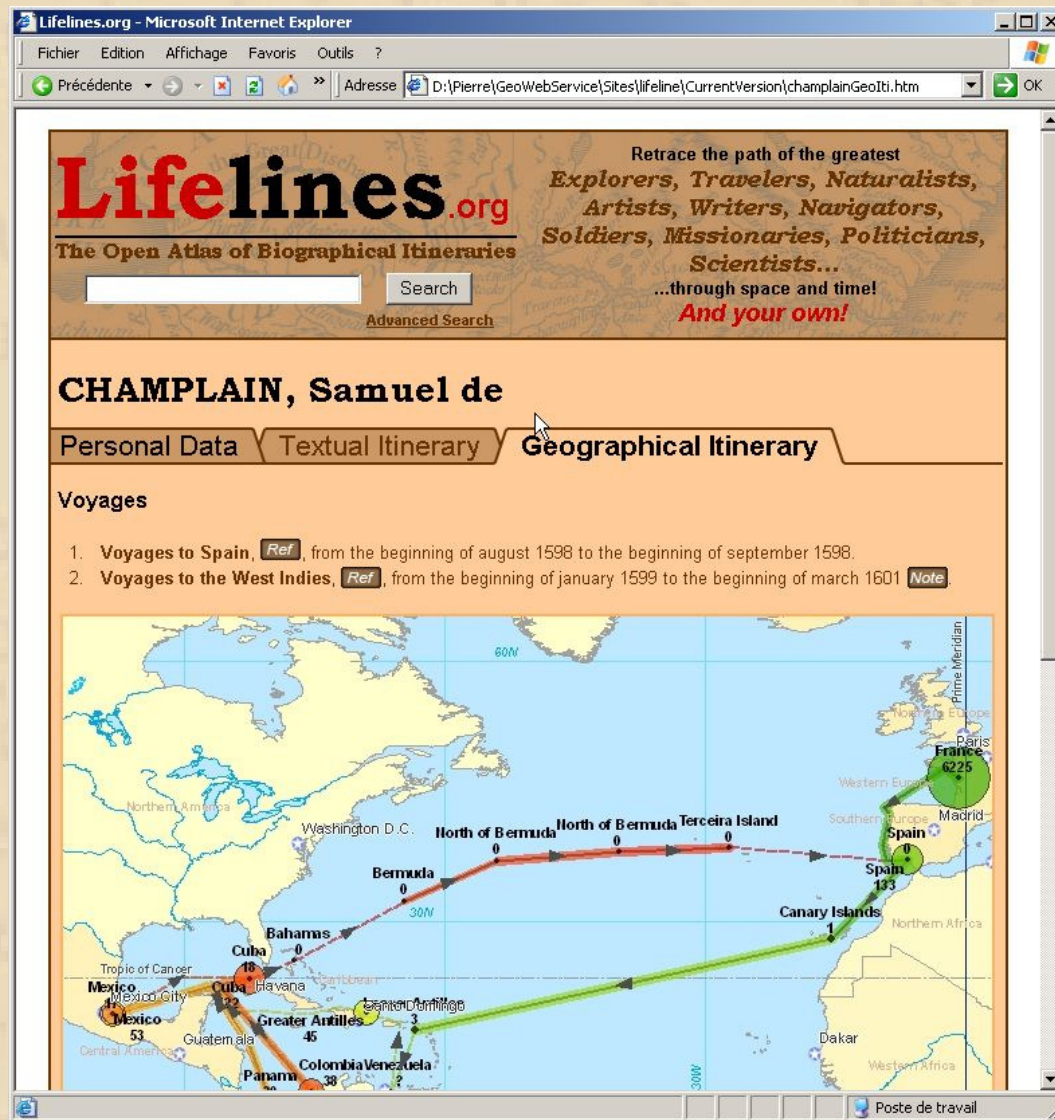 Lifelines.org - Microsoft Internet Explorer
Fichier Edition Affichage Favoris Outils ?
Précédente » Adresse D:\Pierre\GeoWebService\Sites\lifeline\CurrentVersion\champlainGeoIti.htm OK
Lifelines.org
The Open Atlas of Biographical Itineraries
Search
Advanced Search
Retrace the path of the greatest
Explorers, Travelers, Naturalists,
Artists, Writers, Navigators,
Soldiers, Missionaries, Politicians,
Scientists...
...through space and time!
And your own!
CHAMPLAIN, Samuel de
Personal Data Textual Itinerary Geographical Itinerary
Voyages
1. Voyages to Spain, Ref, from the beginning of august 1598 to the beginning of september 1598.
2. Voyages to the West Indies, Ref, from the beginning of january 1599 to the beginning of march 1601 Note.
60N
Prime Meridian
Northern Europe
Paris
France
6225
Western Europe
Northern America
Southern Europe
Madrid
Washington D.C.
North of Bermuda
0
North of Bermuda
0
Terceira Island
0
Spain
0
Spain
133
Bermuda
0
30N
Canary Islands
1
Northern Africa
Bahamas
0
Cuba
18
Tropic of Cancer
Havana
Caribbean
Mexico
Mexico City
Cuba
Santo Domingo
3
Mexico
53
Greater Antilles
45
Guatemala
Dakar
Central America
Colombia
38
Venezuela
?
Western Africa
Panama
30W
Poste de travail